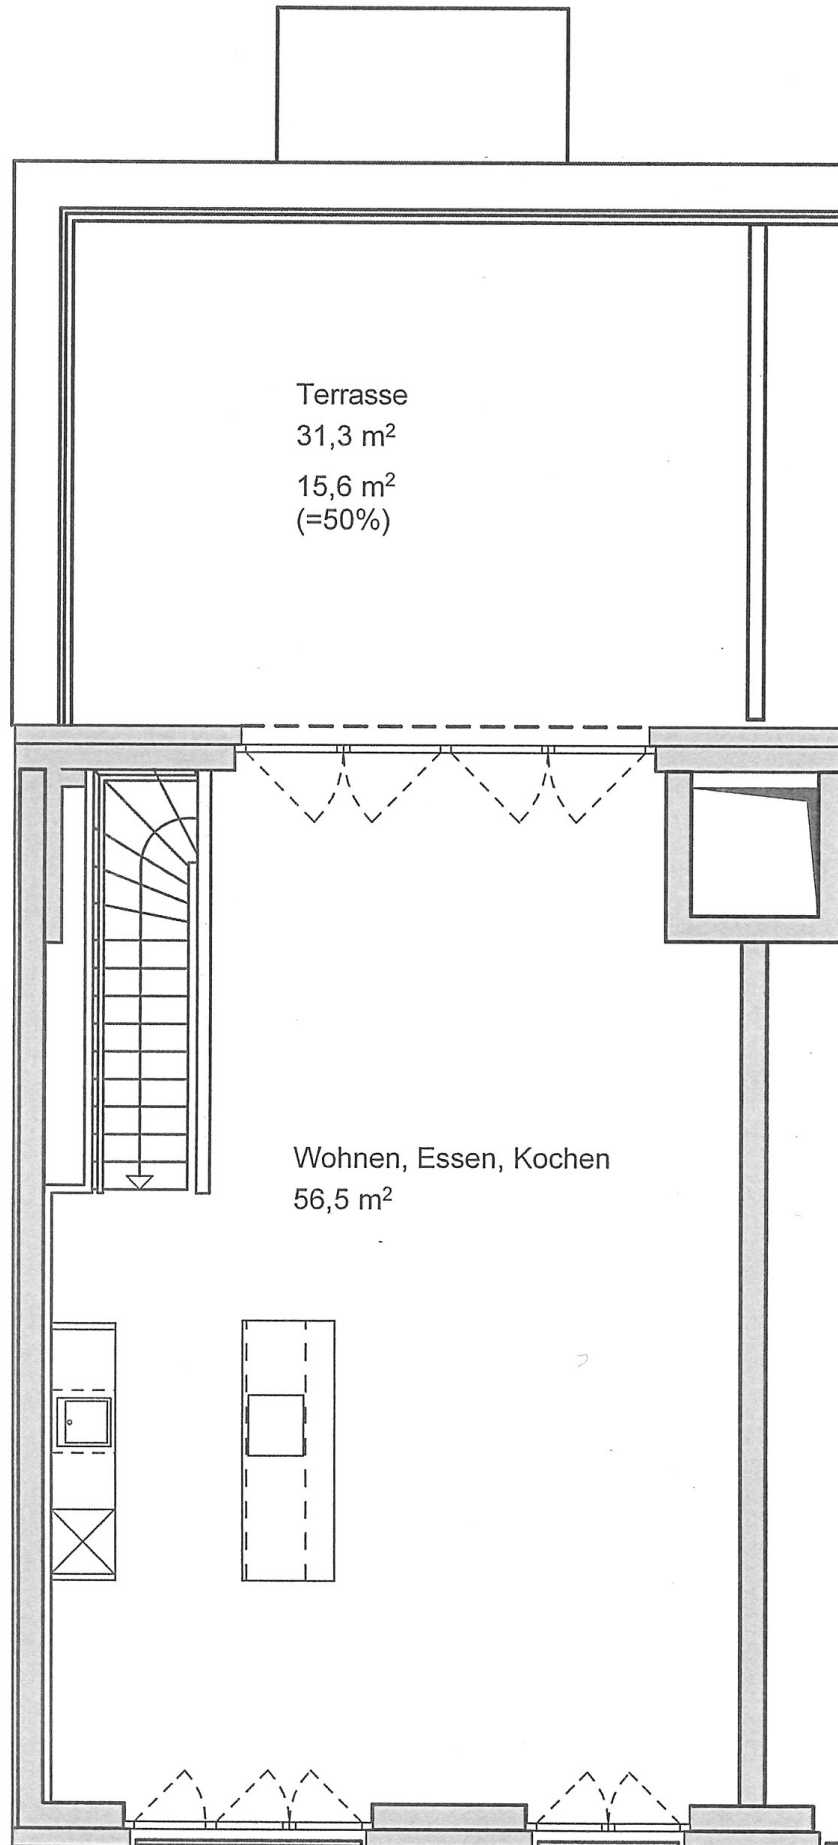 Terrasse
31,3 m²
15,6 m²
(=50%)
Wohnen, Essen, Kochen
56,5 m²